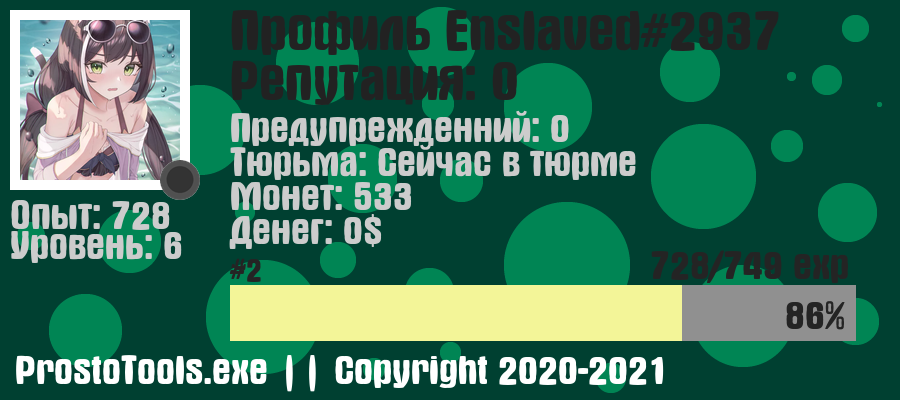 Профиль Enslaved#2937
Репутация: 0
Предупрежденний: 0
Тюрьма: Сейчас в тюрме
Монет: 533
Денег: 0$
Опыт: 728
Уровень: 6
#2
728/749 exp
86%
ProstoTools.exe || Copyright 2020-2021